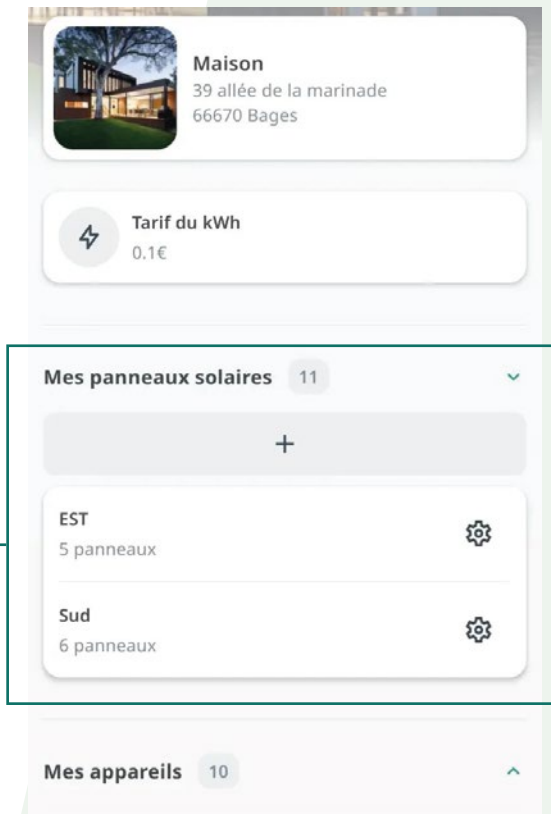 Maison
39 allée de la marinade
66670 Bages
Tarif du kWh
0.1€
Mes panneaux solaires 11
+
EST
5 panneaux
Sud
6 panneaux
Mes appareils 10